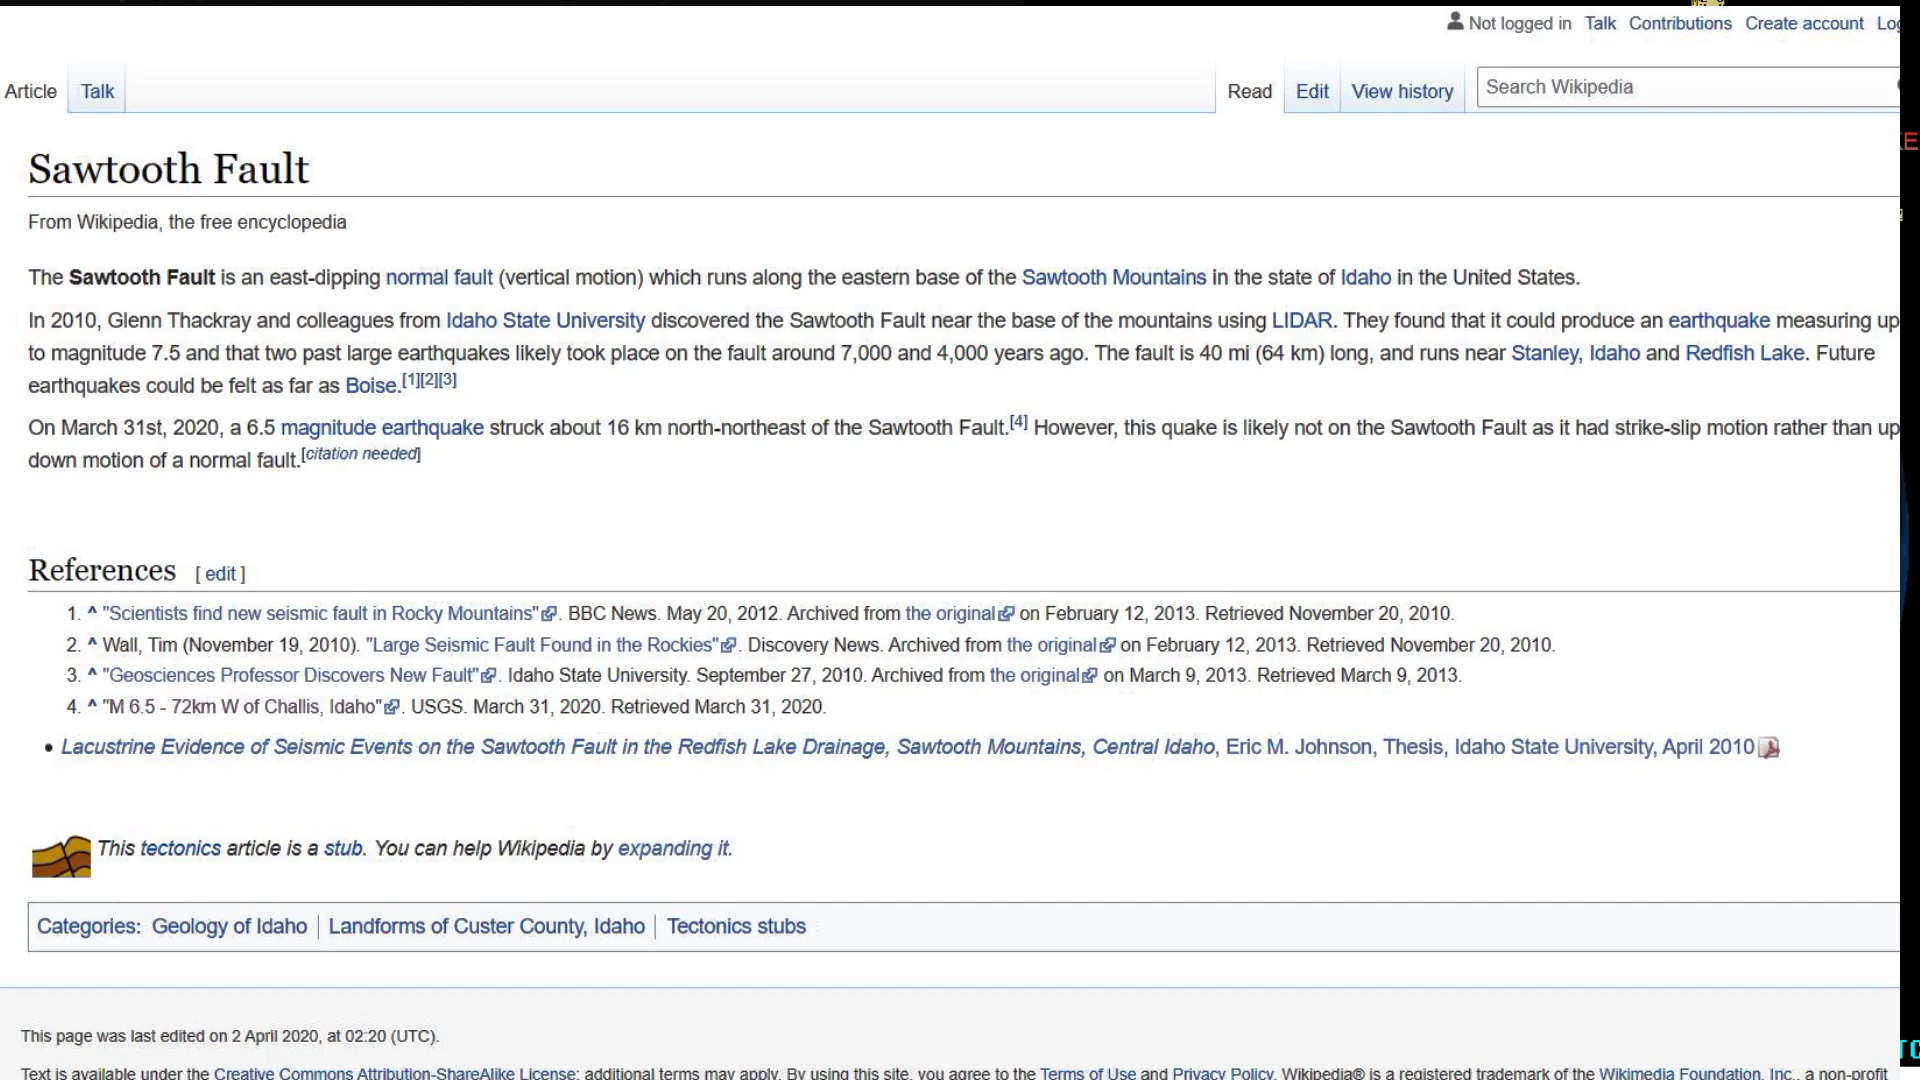 Not logged in Talk Contributions Create account
Article Talk Read Edit View history Search Wikipedia
Sawtooth Fault
From Wikipedia, the free encyclopedia
The Sawtooth Fault is an east-dipping normal fault (vertical motion) which runs along the eastern base of the Sawtooth Mountains in the state of Idaho in the United States.
In 2010, Glenn Thackray and colleagues from Idaho State University discovered the Sawtooth Fault near the base of the mountains using LIDAR. They found that it could produce an earthquake measuring up
to magnitude 7.5 and that two past large earthquakes likely took place on the fault around 7,000 and 4,000 years ago. The fault is 40 mi (64 km) long, and runs near Stanley, Idaho and Redfish Lake. Future
earthquakes could be felt as far as Boise.[1][2][3]
On March 31st, 2020, a 6.5 magnitude earthquake struck about 16 km north-northeast of the Sawtooth Fault.[4] However, this quake is likely not on the Sawtooth Fault as it had strike-slip motion rather than up
down motion of a normal fault.[citation needed]
References [ edit ]
1. ^ "Scientists find new seismic fault in Rocky Mountains". BBC News. May 20, 2012. Archived from the original on February 12, 2013. Retrieved November 20, 2010.
2. ^ Wall, Tim (November 19, 2010). "Large Seismic Fault Found in the Rockies". Discovery News. Archived from the original on February 12, 2013. Retrieved November 20, 2010.
3. ^ "Geosciences Professor Discovers New Fault". Idaho State University. September 27, 2010. Archived from the original on March 9, 2013. Retrieved March 9, 2013.
4. ^ "M 6.5 - 72km W of Challis, Idaho". USGS. March 31, 2020. Retrieved March 31, 2020.
• Lacustrine Evidence of Seismic Events on the Sawtooth Fault in the Redfish Lake Drainage, Sawtooth Mountains, Central Idaho, Eric M. Johnson, Thesis, Idaho State University, April 2010
This tectonics article is a stub. You can help Wikipedia by expanding it.
Categories: Geology of Idaho | Landforms of Custer County, Idaho | Tectonics stubs
This page was last edited on 2 April 2020, at 02:20 (UTC).
Text is available under the Creative Commons Attribution-ShareAlike License; additional terms may apply. By using this site, you agree to the Terms of Use and Privacy Policy. Wikipedia® is a registered trademark of the Wikimedia Foundation, Inc., a non-profit